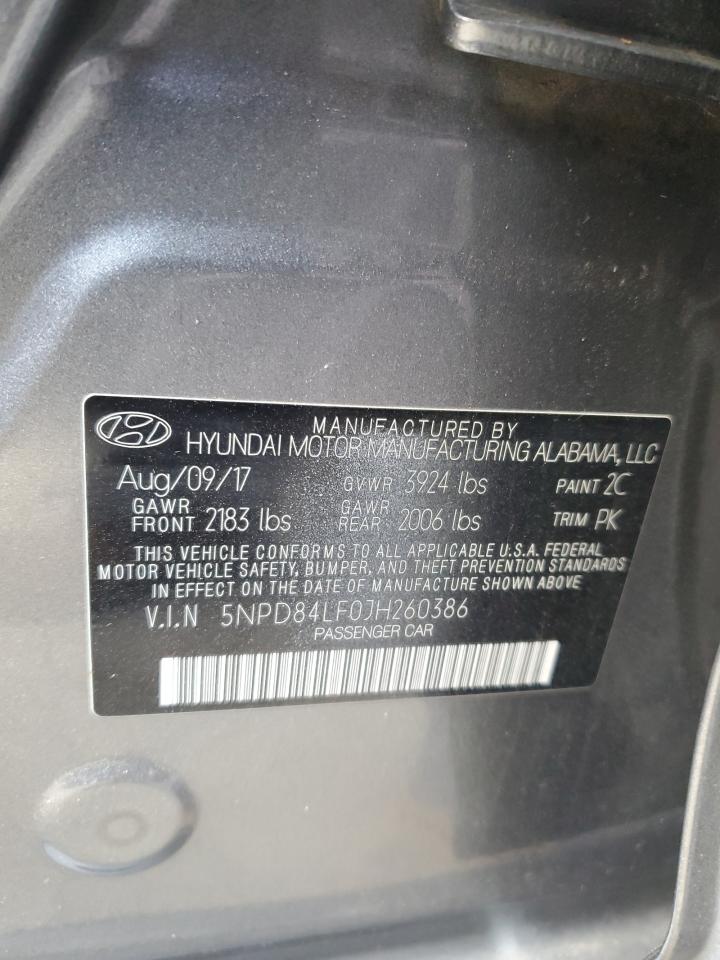 MANUFACTURED BY
HYUNDAI MOTOR MANUFACTURING ALABAMA, LLC
Aug/09/17 GVWR 3924 lbs PAINT 2C
GAWR FRONT 2183 lbs GAWR REAR 2006 lbs TRIM PK
THIS VEHICLE CONFORMS TO ALL APPLICABLE U.S.A. FEDERAL
MOTOR VEHICLE SAFETY, BUMPER, AND THEFT PREVENTION STANDARDS
IN EFFECT ON THE DATE OF MANUFACTURE SHOWN ABOVE
V.I.N 5NPD84LF0JH260386
PASSENGER CAR